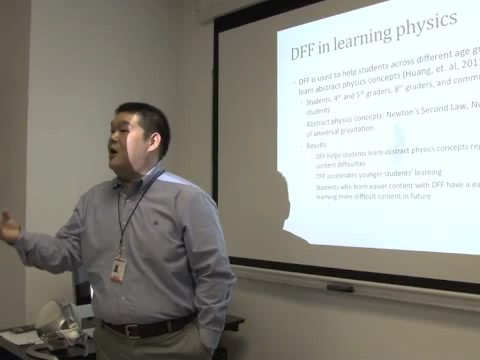 DFF in learning physics
• DFF is used to help students across different age gr
learn abstract physics concepts (Huang, et. al, 201
◦ Students: 4th and 5th graders, 8th graders, and comm
students
◦ Abstract physics concepts: Newton's Second Law, Ne
of universal gravitation
◦ Results:
DFF helps students learn abstract physics concepts re
content difficulties
DFF accelerates younger students' learning
Students who learn easier content with DFF have a ea
learning more difficult content in future